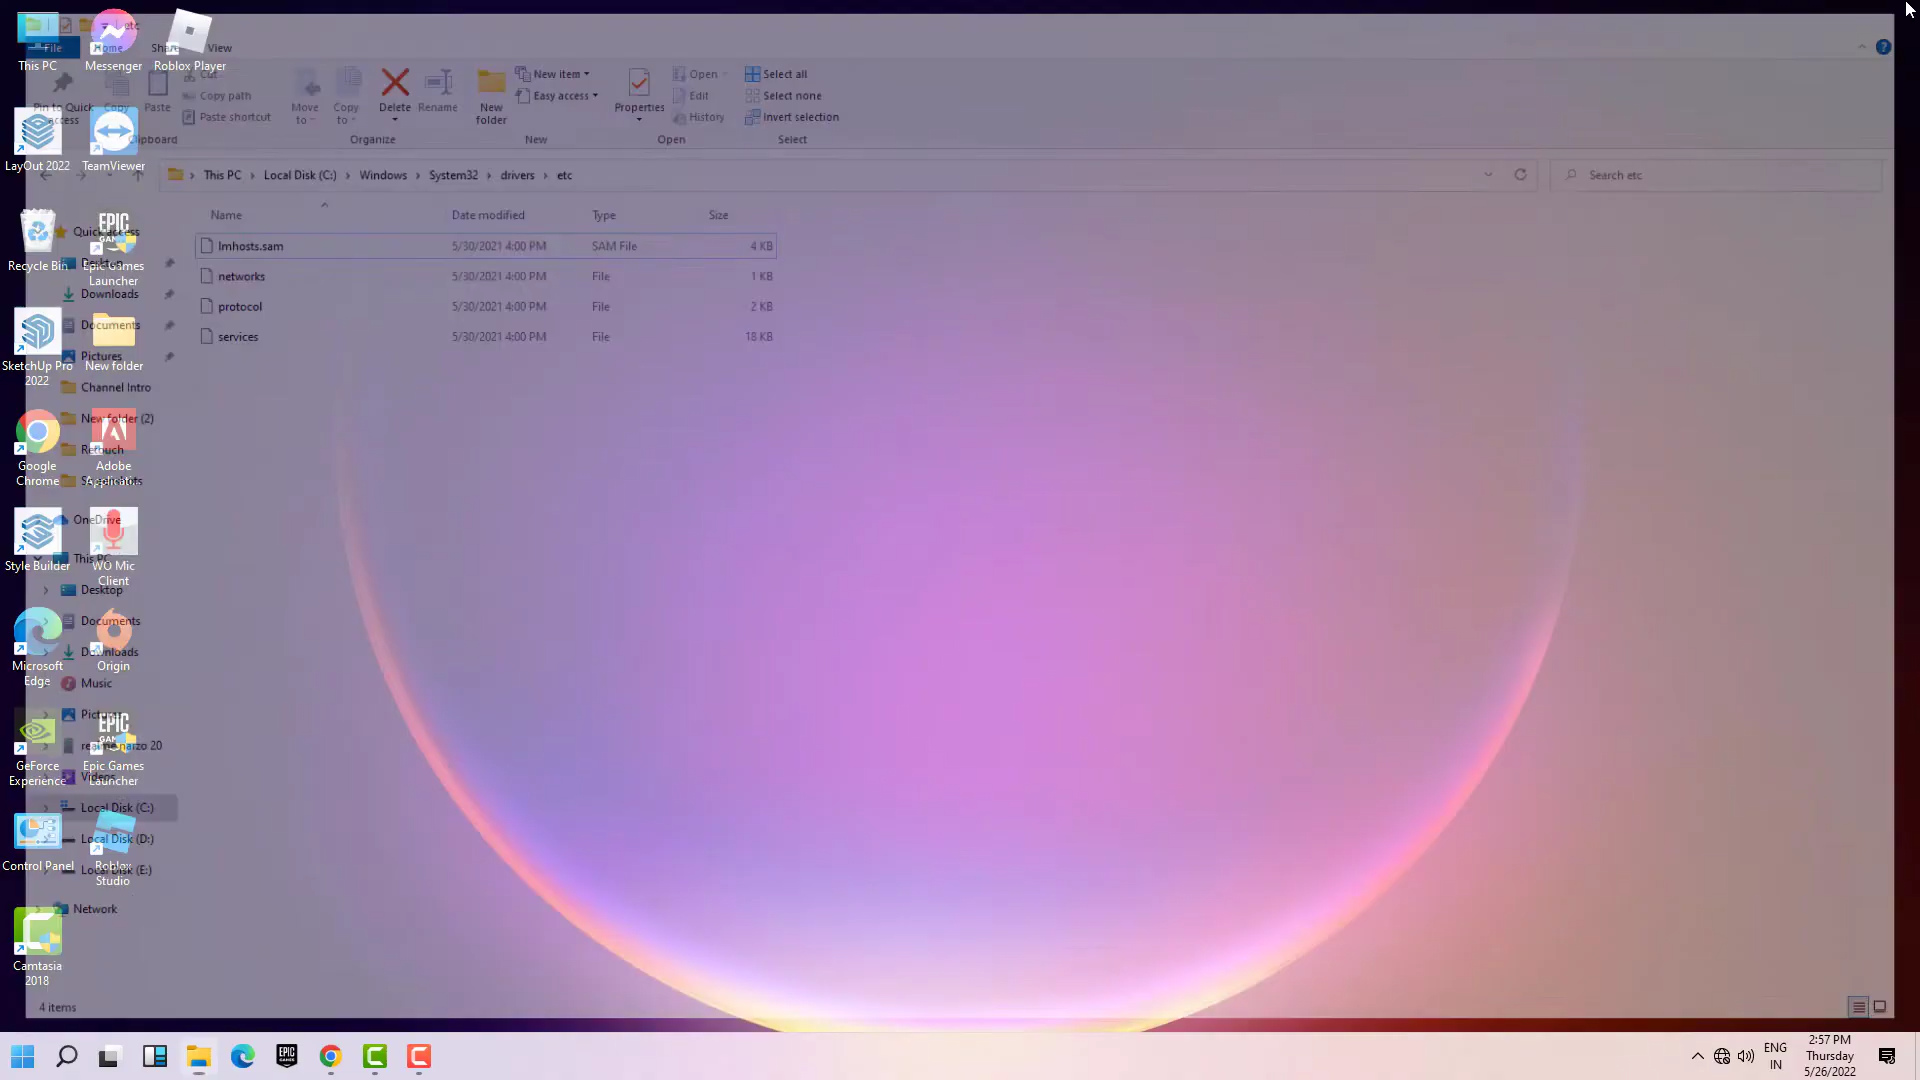 etc
File
Home
Share
View
Pin to Quick
access
Copy
Paste
Cut
Copy path
Paste shortcut
Move
to
Copy
to
Delete
Rename
New
folder
New item
Easy access
Properties
Open
Edit
History
Select all
Select none
Invert selection
Clipboard
Organize
New
Open
Select
This PC
Local Disk (C:)
Windows
System32
drivers
etc
Search etc
Name
Date modified
Type
Size
lmhosts.sam
5/30/2021 4:00 PM
SAM File
4 KB
networks
5/30/2021 4:00 PM
File
1 KB
protocol
5/30/2021 4:00 PM
File
2 KB
services
5/30/2021 4:00 PM
File
18 KB
Quick access
Desktop
Downloads
Documents
Pictures
Channel Intro
New folder (2)
Retouch
OneDrive
This PC
Desktop
Documents
Downloads
Music
realme narzo 20
Videos
Local Disk (C:)
Local Disk (D:)
Local Disk (E:)
Network
4 items
This PC
Messenger
Roblox Player
LayOut 2022
TeamViewer
Recycle Bin
EPIC
GAMES
Epic Games
Launcher
SketchUp Pro
2022
New folder
Google
Chrome
Adobe
Applicat...
Style Builder
WO Mic
Client
Microsoft
Edge
Origin
GeForce
Experience
EPIC
GAMES
Epic Games
Launcher
Control Panel
Roblox
Studio
Camtasia
2018
EPIC
GAMES
ENG
IN
2:57 PM
Thursday
5/26/2022